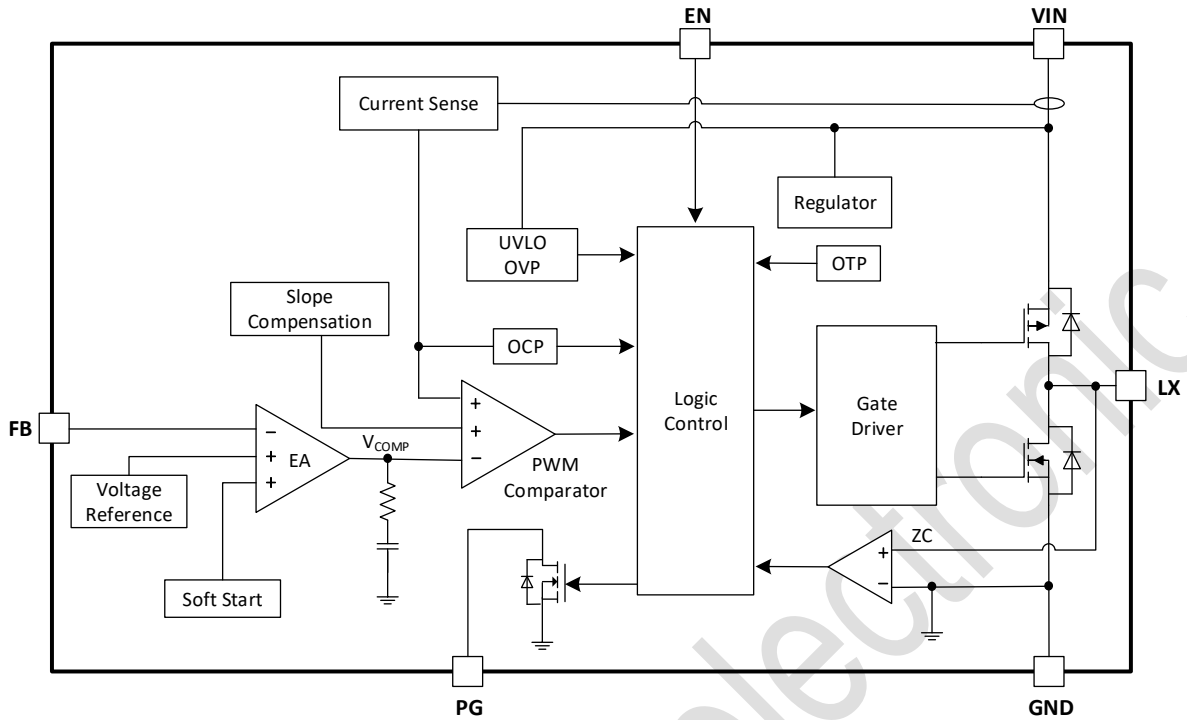 EN
VIN
Current Sense
Regulator
UVLO
OVP
OTP
Slope
Compensation
OCP
Logic
Control
Gate
Driver
LX
FB
−
+
+
EA
VCOMP
+
+
−
PWM
Comparator
Voltage
Reference
Soft Start
ZC
+
−
PG
GND
electronic